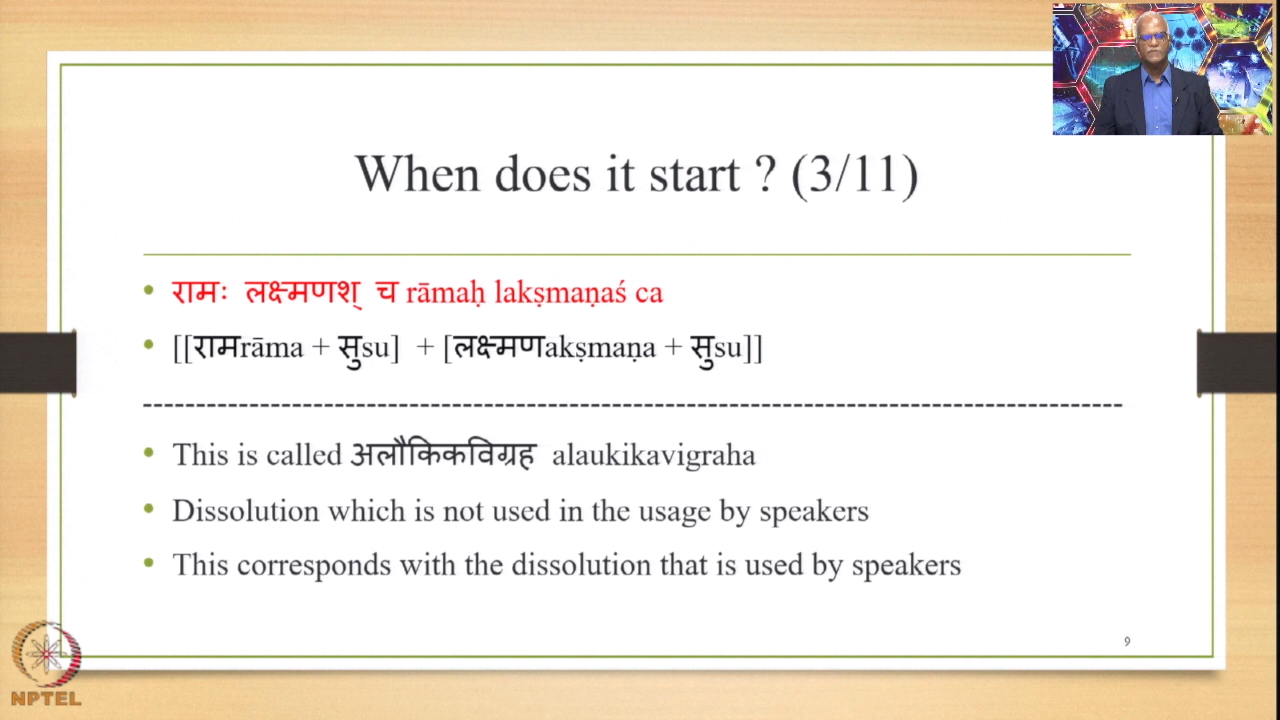 When does it start ? (3/11)
• रामः लक्ष्मणश् च rāmaḥ lakṣmaṇaś ca
• [[रामrāma + सुsu] + [लक्ष्मणakṣmaṇa + सुsu]]
--------------------------------------------------------------------------------------------
• This is called अलौकिकविग्रह alaukikavigraha
• Dissolution which is not used in the usage by speakers
• This corresponds with the dissolution that is used by speakers
9
NPTEL